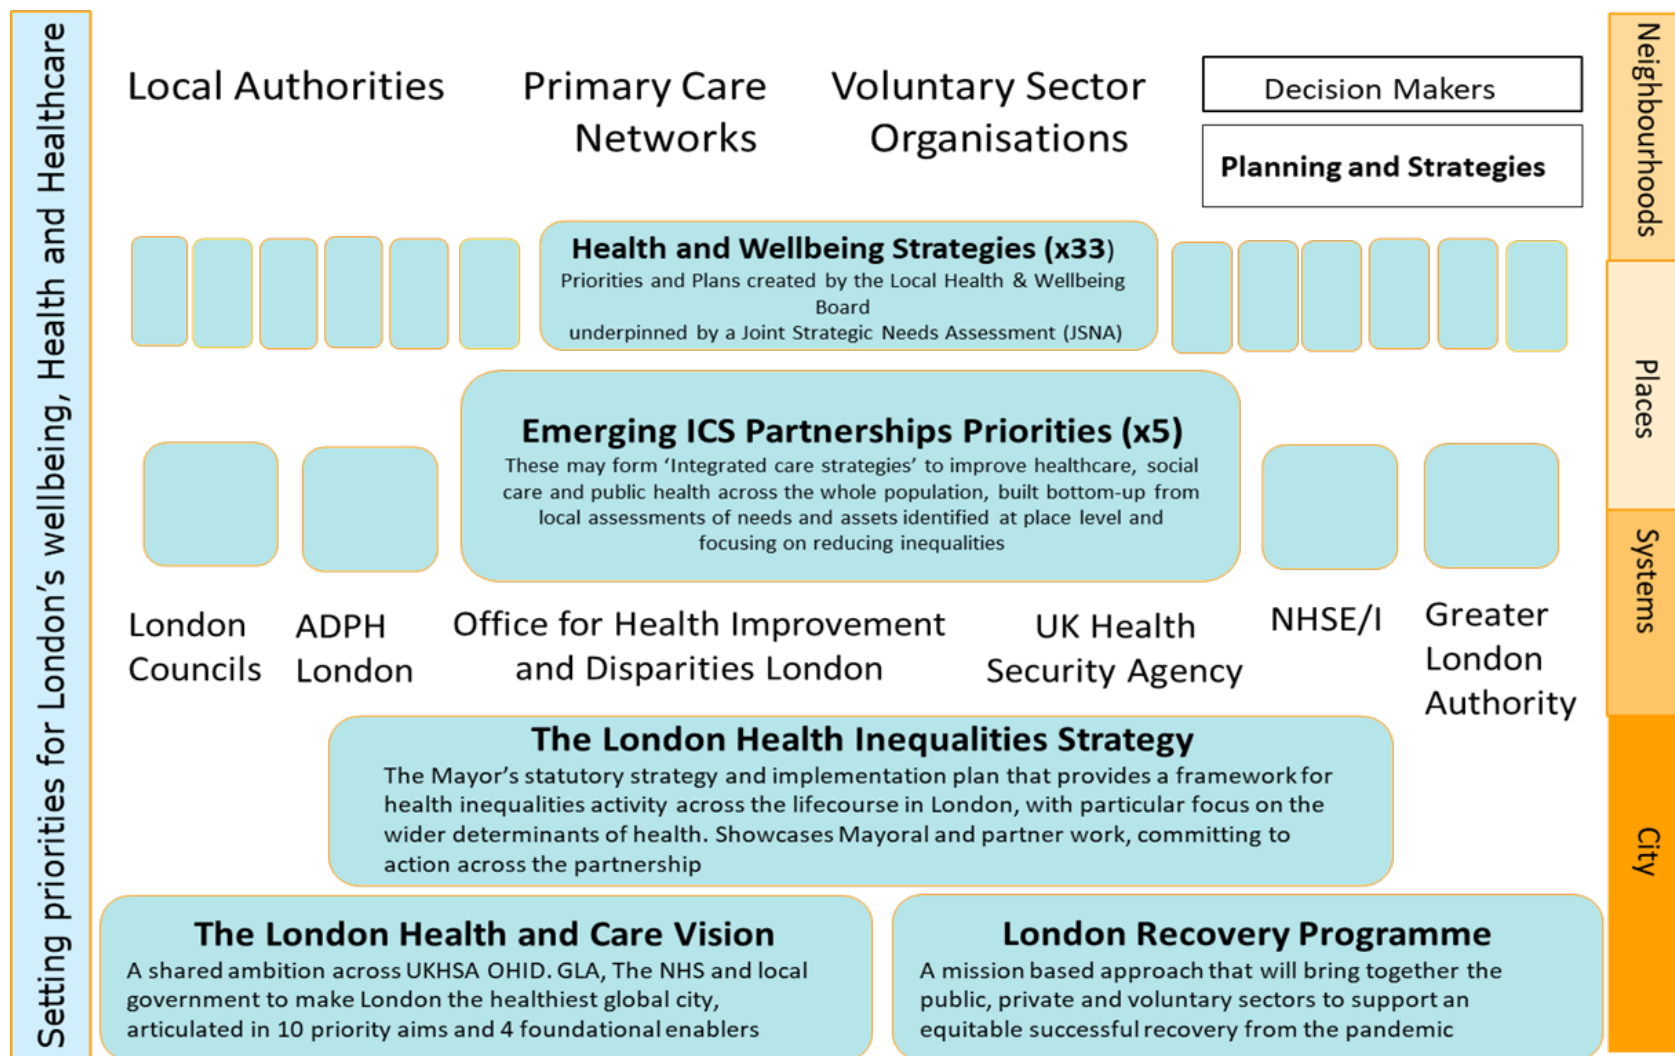 Setting priorities for London's wellbeing, Health and Healthcare
Local Authorities
Primary Care
Networks
Voluntary Sector
Organisations
Decision Makers
Planning and Strategies
Neighbourhoods
Health and Wellbeing Strategies (x33)
Priorities and Plans created by the Local Health & Wellbeing
Board
underpinned by a Joint Strategic Needs Assessment (JSNA)
Places
Emerging ICS Partnerships Priorities (x5)
These may form ‘Integrated care strategies’ to improve healthcare, social
care and public health across the whole population, built bottom-up from
local assessments of needs and assets identified at place level and
focusing on reducing inequalities
Systems
London
Councils
ADPH
London
Office for Health Improvement
and Disparities London
UK Health
Security Agency
NHSE/I
Greater
London
Authority
The London Health Inequalities Strategy
The Mayor’s statutory strategy and implementation plan that provides a framework for
health inequalities activity across the lifecourse in London, with particular focus on the
wider determinants of health. Showcases Mayoral and partner work, committing to
action across the partnership
City
The London Health and Care Vision
A shared ambition across UKHSA OHID. GLA, The NHS and local
government to make London the healthiest global city,
articulated in 10 priority aims and 4 foundational enablers
London Recovery Programme
A mission based approach that will bring together the
public, private and voluntary sectors to support an
equitable successful recovery from the pandemic